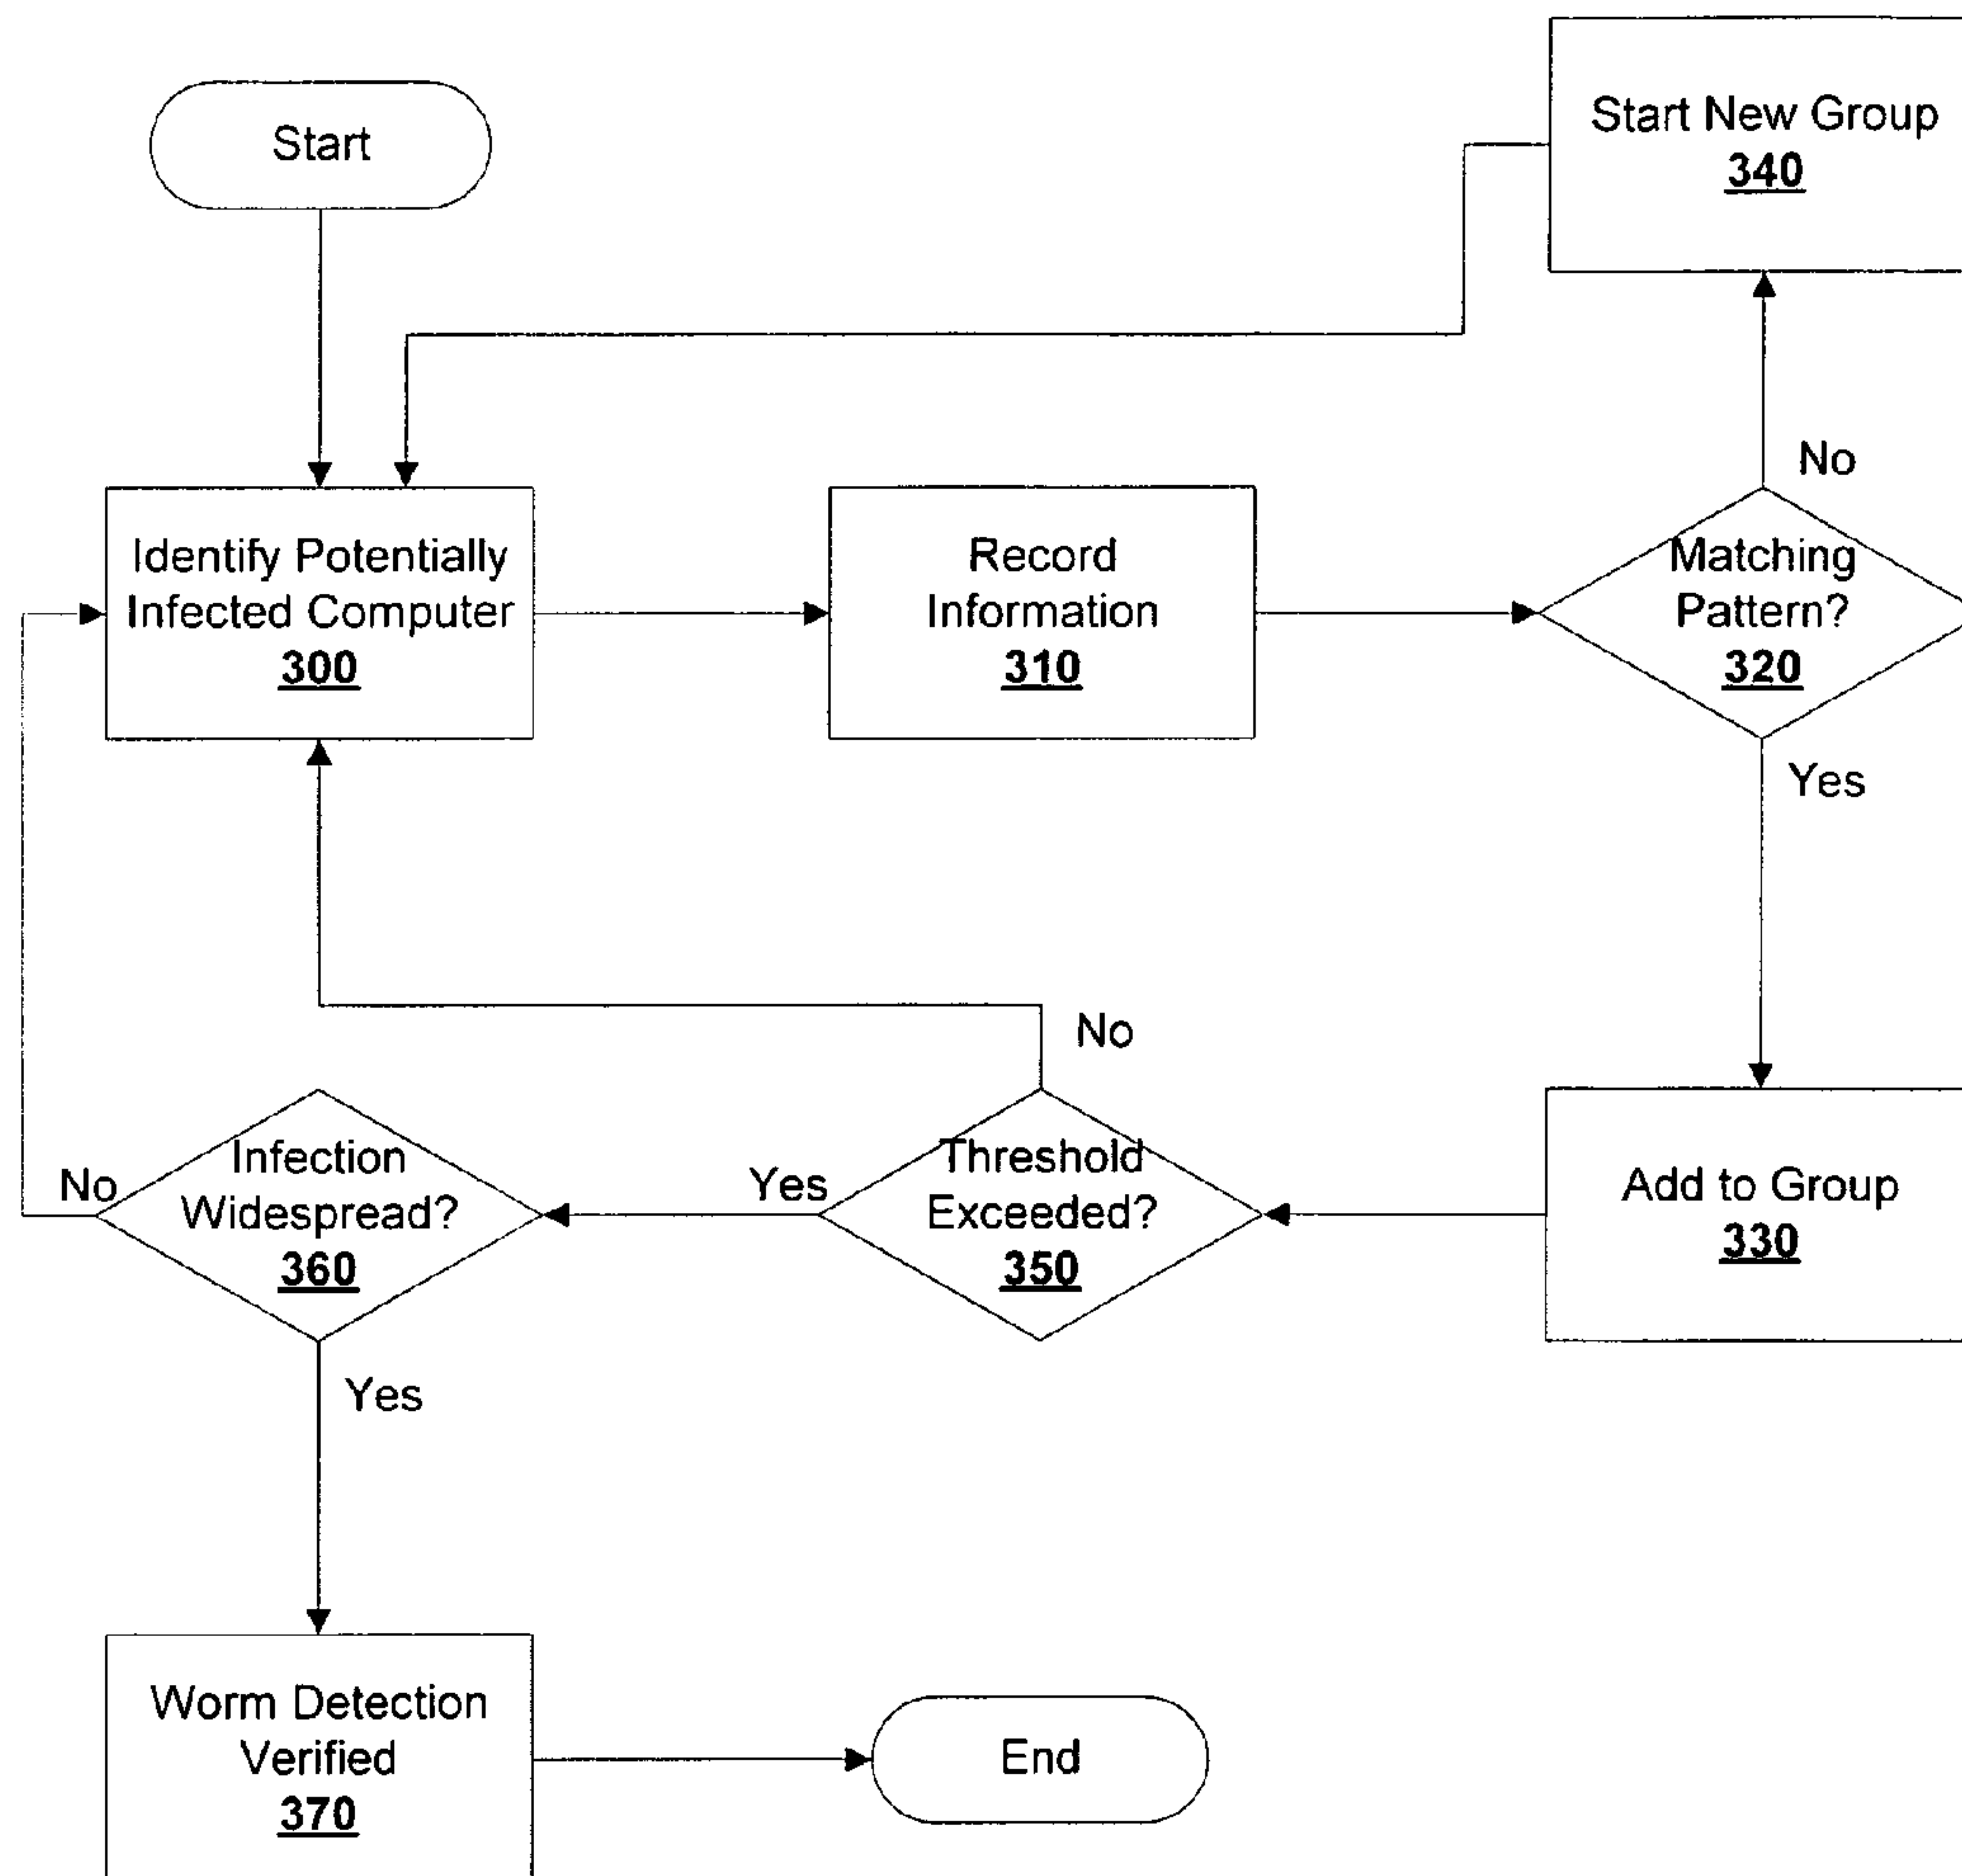 Start
Start New Group
340
No
Identify Potentially
Infected Computer
300
Record
Information
310
Matching
Pattern?
320
Yes
No
Infection
Widespread?
360
No
Yes
Threshold
Exceeded?
350
Add to Group
330
Yes
Worm Detection
Verified
370
End